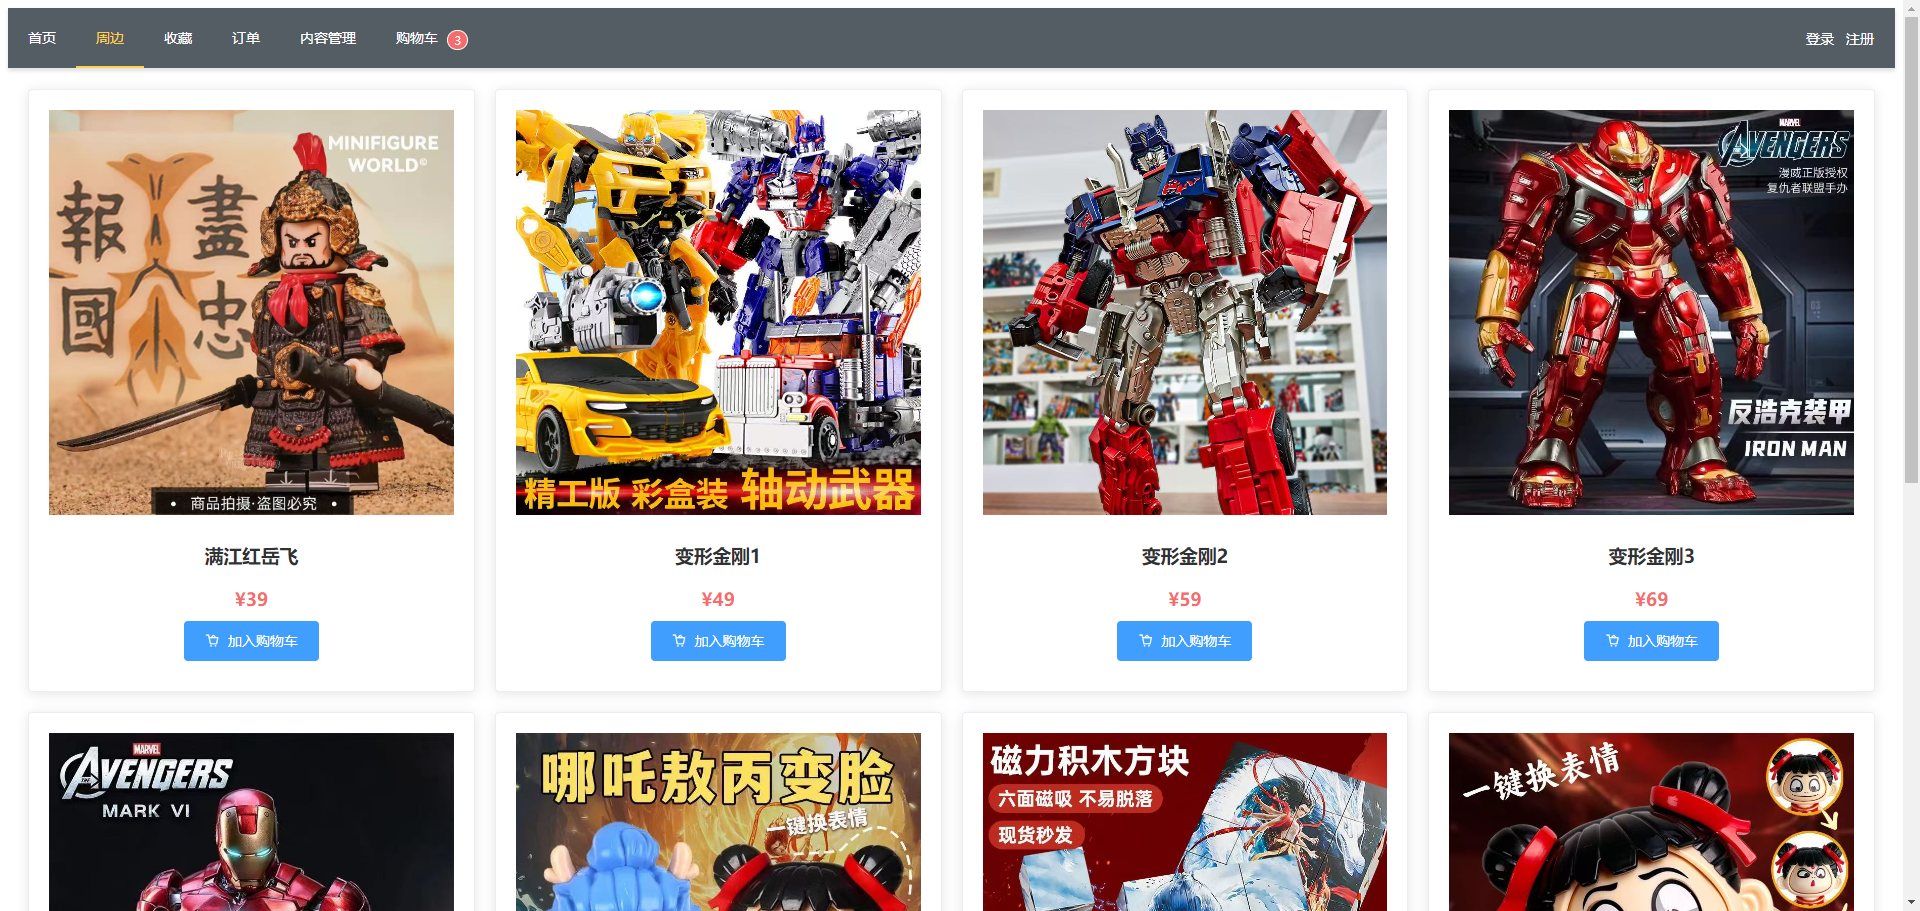 首页 周边 收藏 订单 内容管理 购物车 3 登录 注册
MINIFIGURE
WORLD©
報 盡
國 忠
商品拍摄·盗图必究
精工版 彩盒装 轴动武器
MARVEL
AVENGERS
漫威正版授权
复仇者联盟手办
反浩克装甲
IRON MAN
满江红岳飞 变形金刚1 变形金刚2 变形金刚3
¥39 ¥49 ¥59 ¥69
加入购物车 加入购物车 加入购物车 加入购物车
MARVEL
THE AVENGERS
MARK VI
哪吒敖丙变脸
一键换表情
磁力积木方块
六面磁吸 不易脱落
现货秒发
一键换表情